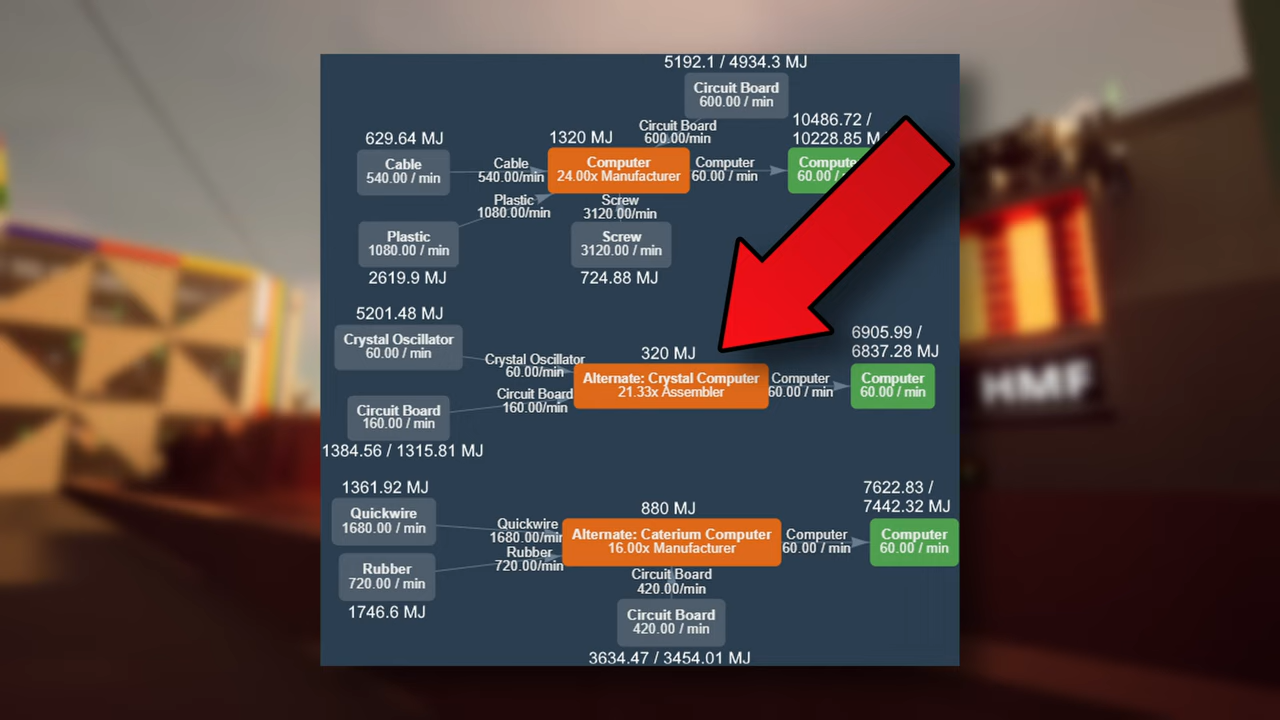 5192.1 / 4934.3 MJ
Circuit Board
600.00 / min
Circuit Board
600.00/min
629.64 MJ
Cable
540.00 / min
Cable
540.00/min
1320 MJ
Computer
24.00x Manufacturer
Computer
60.00 / min
10486.72 /
10228.85 M
Compute
60.00 /
Plastic
1080.00/min
Screw
3120.00/min
Plastic
1080.00 / min
2619.9 MJ
Screw
3120.00 / min
724.88 MJ
5201.48 MJ
Crystal Oscillator
60.00 / min
Crystal Oscillator
60.00/min
320 MJ
Alternate: Crystal Computer
21.33x Assembler
Computer
60.00 / min
6905.99 /
6837.28 MJ
Computer
60.00 / min
Circuit Board
160.00/min
Circuit Board
160.00 / min
1384.56 / 1315.81 MJ
1361.92 MJ
Quickwire
1680.00 / min
Quickwire
1680.00/min
880 MJ
Alternate: Caterium Computer
16.00x Manufacturer
Computer
60.00 / min
7622.83 /
7442.32 MJ
Computer
60.00 / min
Rubber
720.00/min
Rubber
720.00 / min
1746.6 MJ
Circuit Board
420.00/min
Circuit Board
420.00 / min
3634.47 / 3454.01 MJ
HMF